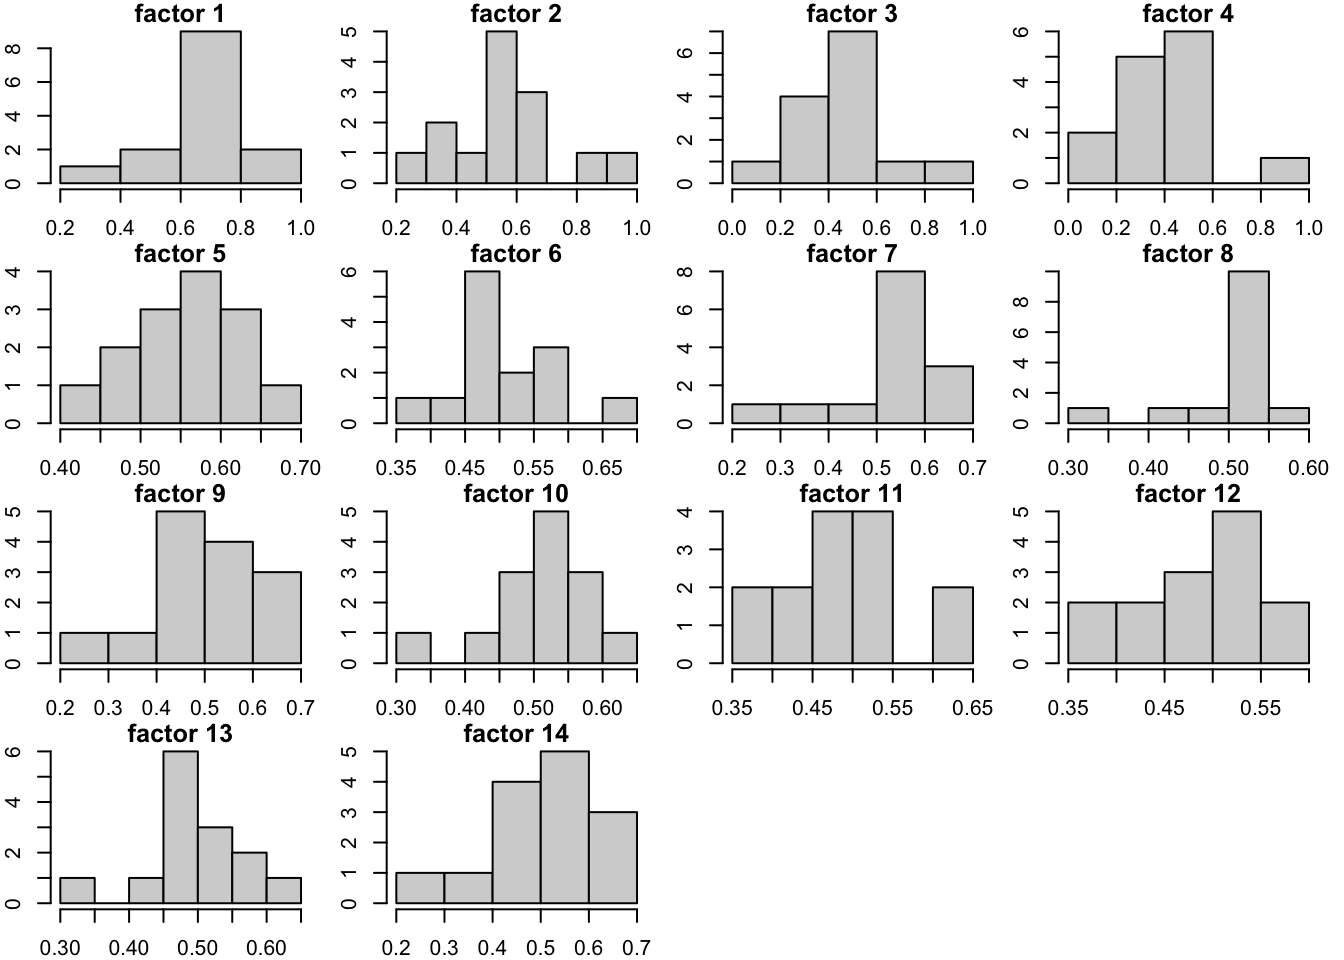 factor 1 factor 2 factor 3 factor 4
0 2 4 6 8 0 1 2 3 4 5 0 2 4 6 0 2 4 6
0.2 0.4 0.6 0.8 1.0 0.2 0.4 0.6 0.8 1.0 0.0 0.2 0.4 0.6 0.8 1.0 0.0 0.2 0.4 0.6 0.8 1.0
factor 5 factor 6 factor 7 factor 8
0 1 2 3 4 0 2 4 6 0 2 4 6 8 0 2 4 6 8
0.40 0.50 0.60 0.70 0.35 0.45 0.55 0.65 0.2 0.3 0.4 0.5 0.6 0.7 0.30 0.40 0.50 0.60
factor 9 factor 10 factor 11 factor 12
0 1 2 3 4 5 0 1 2 3 4 5 0 1 2 3 4 0 1 2 3 4 5
0.2 0.3 0.4 0.5 0.6 0.7 0.30 0.40 0.50 0.60 0.35 0.45 0.55 0.65 0.35 0.45 0.55
factor 13 factor 14
0 2 4 6 0 1 2 3 4 5
0.30 0.40 0.50 0.60 0.2 0.3 0.4 0.5 0.6 0.7